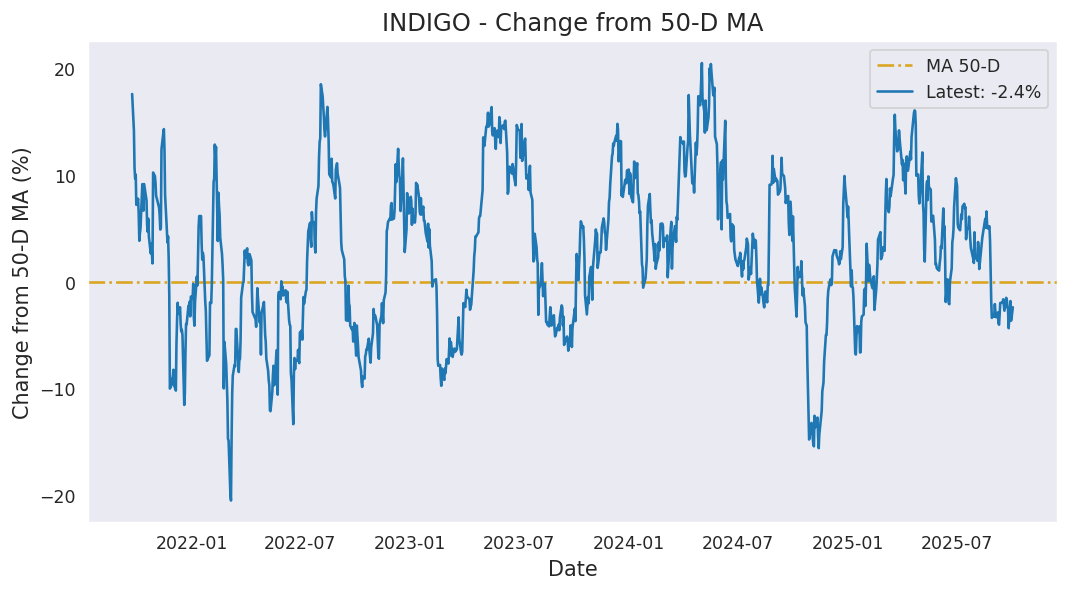 INDIGO - Change from 50-D MA
MA 50-D
Latest: -2.4%
Change from 50-D MA (%)
20
10
0
−10
−20
2022-01 2022-07 2023-01 2023-07 2024-01 2024-07 2025-01 2025-07
Date